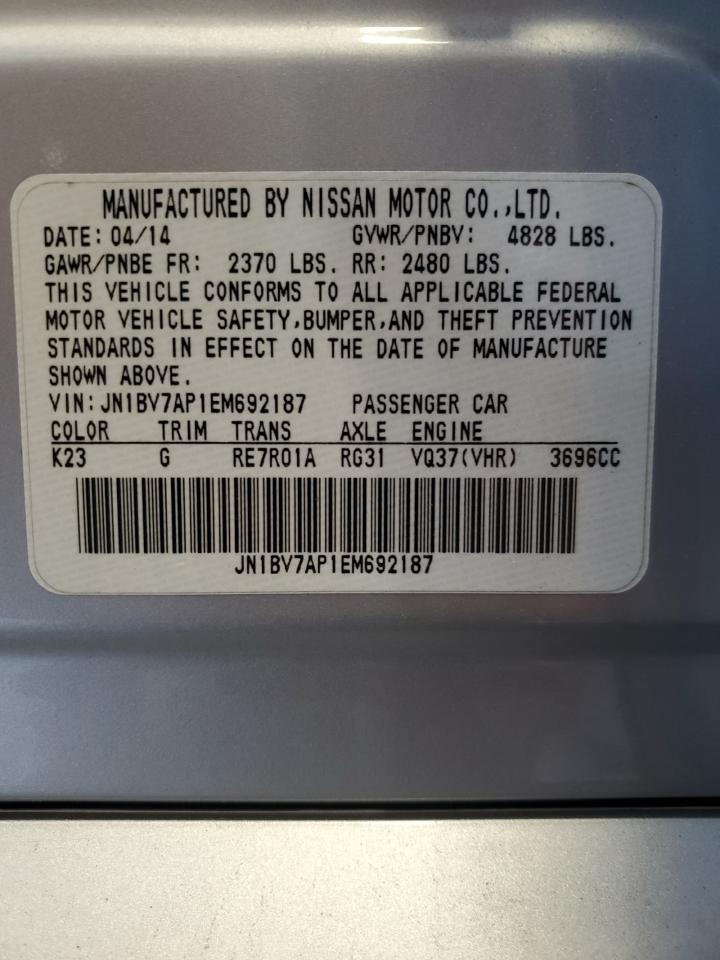 MANUFACTURED BY NISSAN MOTOR CO.,LTD.
DATE: 04/14 GVWR/PNBV: 4828 LBS.
GAWR/PNBE FR: 2370 LBS. RR: 2480 LBS.
THIS VEHICLE CONFORMS TO ALL APPLICABLE FEDERAL
MOTOR VEHICLE SAFETY,BUMPER,AND THEFT PREVENTION
STANDARDS IN EFFECT ON THE DATE OF MANUFACTURE
SHOWN ABOVE.
VIN: JN1BV7AP1EM692187 PASSENGER CAR
COLOR TRIM TRANS AXLE ENGINE
K23 G RE7R01A RG31 VQ37(VHR) 3696CC
JN1BV7AP1EM692187